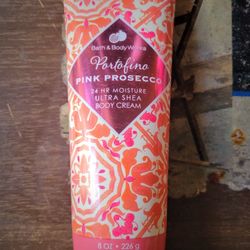 Bath & Body Works
Portofino
PINK PROSECCO
24 HR MOISTURE
ULTRA SHEA
BODY CREAM
8 OZ • 226 g